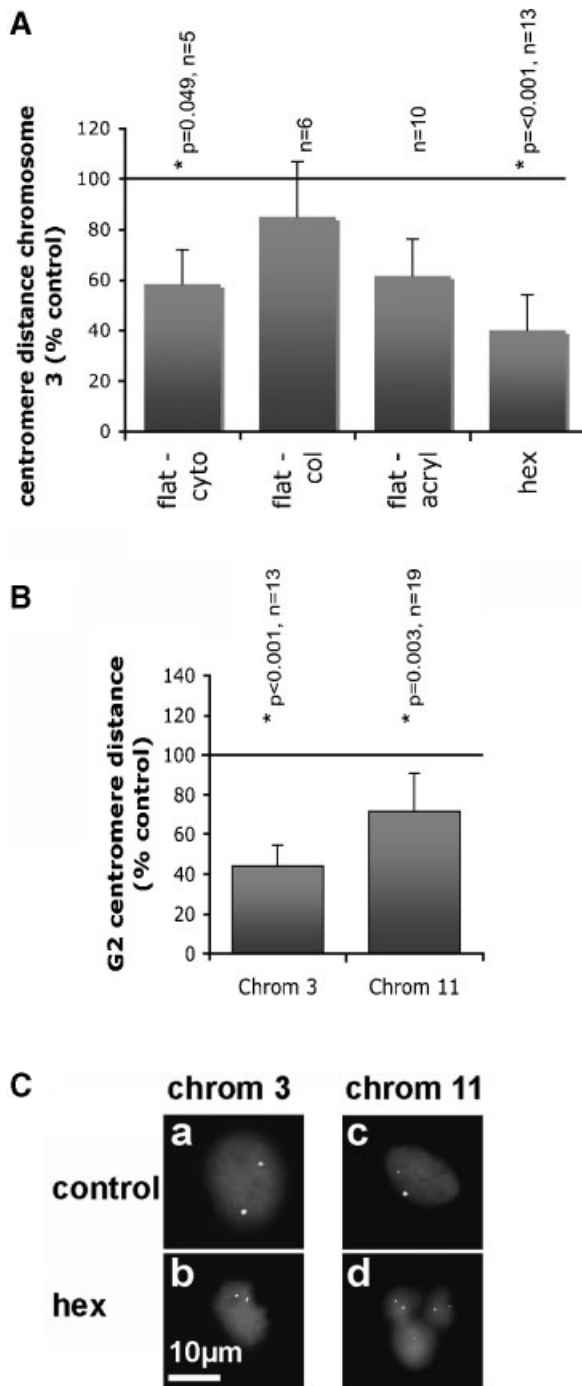 A
* p=0.049, n=5
n=6
n=10
* p=<0.001, n=13
centromere distance chromosome
3 (% control)
120
100
80
60
40
20
0
flat -
cyto
flat -
col
flat -
acryl
hex
B
* p<0.001, n=13
* p=0.003, n=19
G2 centromere distance
(% control)
140
120
100
80
60
40
20
0
Chrom 3
Chrom 11
C
chrom 3
chrom 11
control
a
c
hex
b
d
10µm